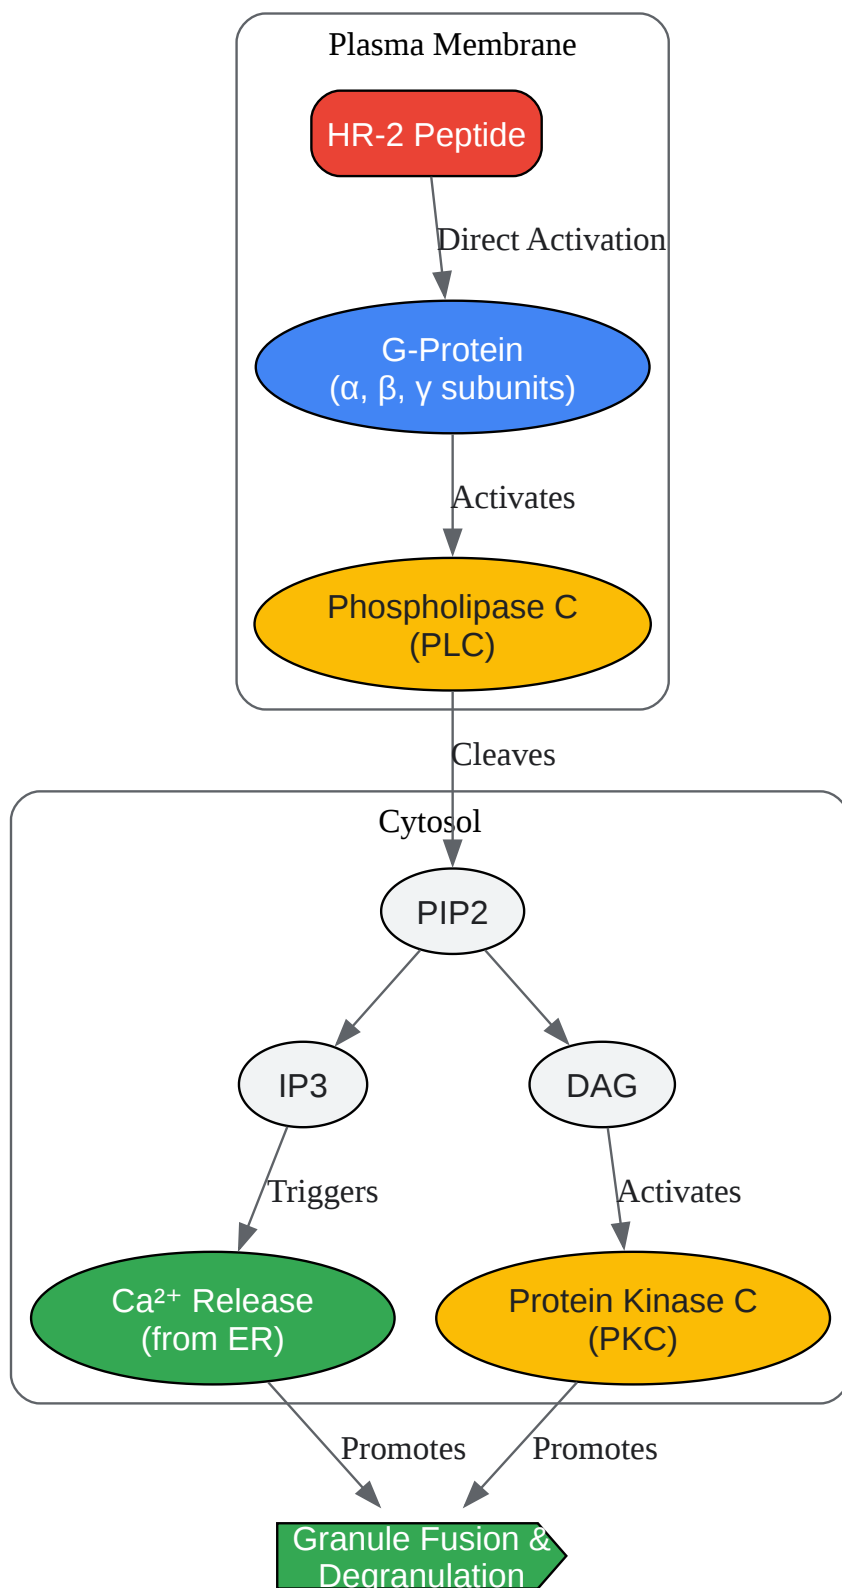 Plasma Membrane
HR-2 Peptide
Direct Activation
G-Protein
(α, β, γ subunits)
Activates
Phospholipase C
(PLC)
Cleaves
Cytosol
PIP2
IP3
DAG
Triggers
Activates
Ca²⁺ Release
(from ER)
Protein Kinase C
(PKC)
Promotes
Promotes
Granule Fusion &
Degranulation